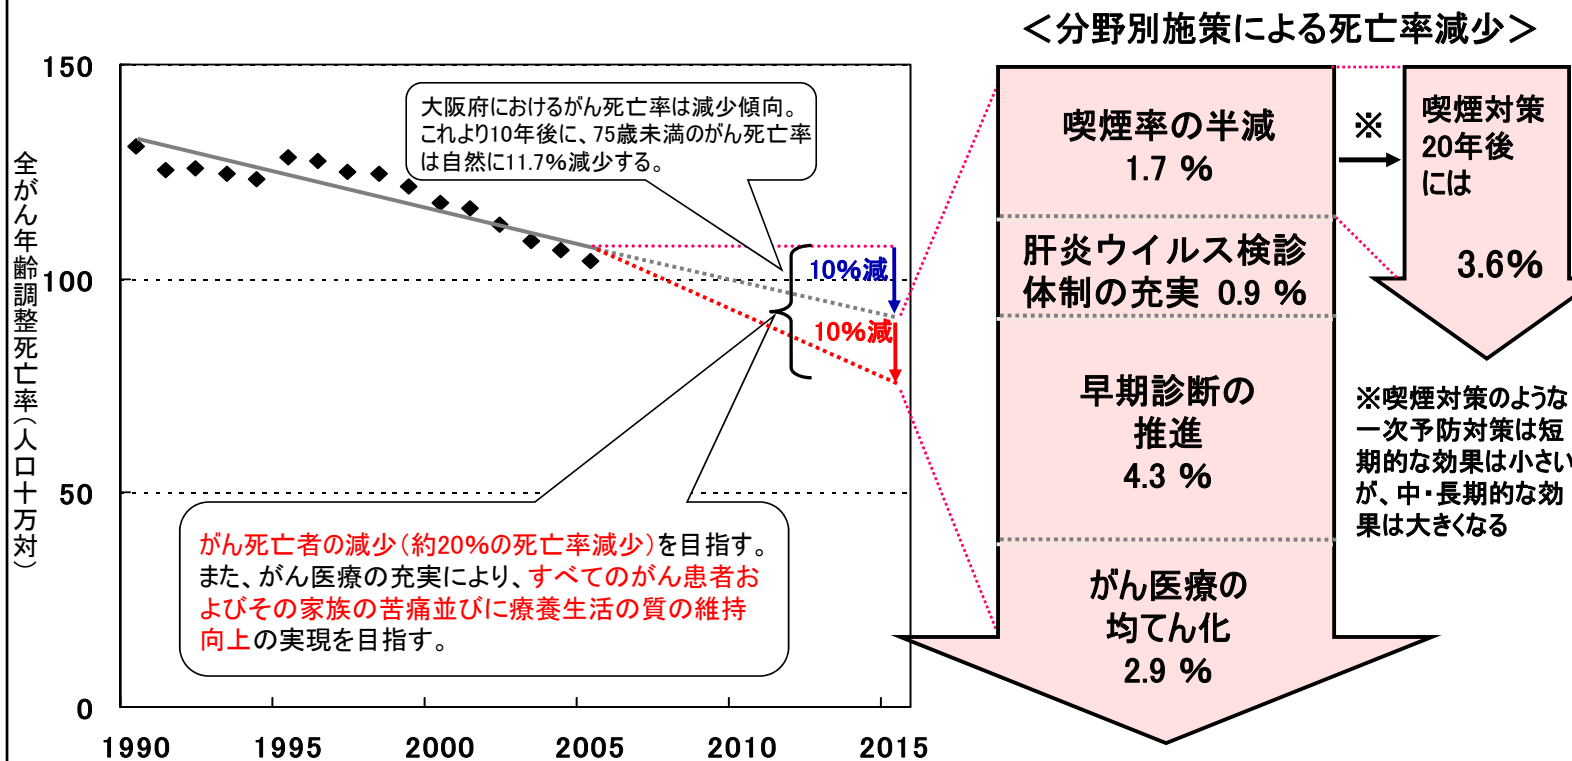 ＜分野別施策による死亡率減少＞
全がん年齢調整死亡率（人口十万対）
150
100
50
0
1990
1995
2000
2005
2010
2015
大阪府におけるがん死亡率は減少傾向。
これより10年後に、75歳未満のがん死亡率
は自然に11.7%減少する。
10%減
10%減
がん死亡者の減少（約20%の死亡率減少）を目指す。
また、がん医療の充実により、すべてのがん患者お
よびその家族の苦痛並びに療養生活の質の維持
向上の実現を目指す。
喫煙率の半減
1.7 %
肝炎ウイルス検診
体制の充実 0.9 %
早期診断の
推進
4.3 %
がん医療の
均てん化
2.9 %
※
喫煙対策
20年後
には
3.6%
※喫煙対策のような
一次予防対策は短
期的な効果は小さい
が、中・長期的な効
果は大きくなる